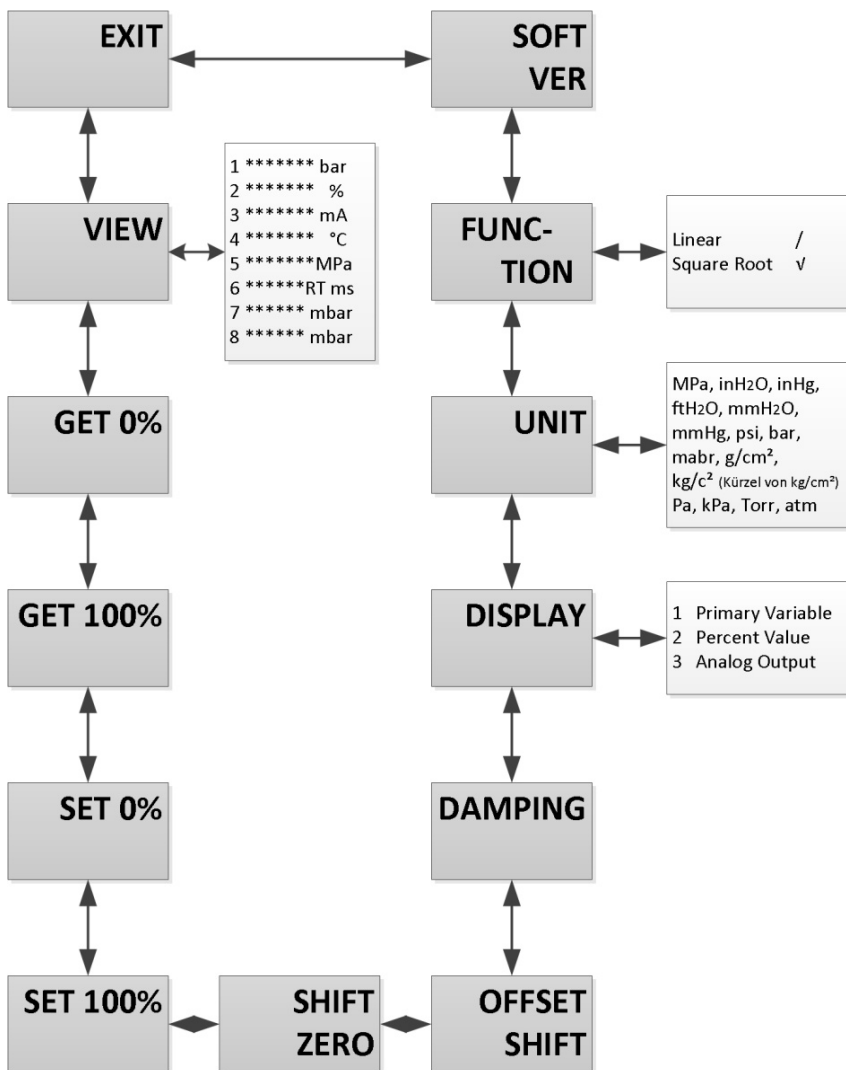 EXIT
SOFT
VER
VIEW
1 ******* bar
2 ******* %
3 ******* mA
4 ******* °C
5 *******MPa
6 ******RT ms
7 ****** mbar
8 ****** mbar
FUNC-
TION
Linear /
Square Root √
GET 0%
UNIT
MPa, inH2O, inHg,
ftH2O, mmH2O,
mmHg, psi, bar,
mabr, g/cm²,
kg/c² (Kürzel von kg/cm²)
Pa, kPa, Torr, atm
GET 100%
DISPLAY
1 Primary Variable
2 Percent Value
3 Analog Output
SET 0%
DAMPING
SET 100%
SHIFT
ZERO
OFFSET
SHIFT